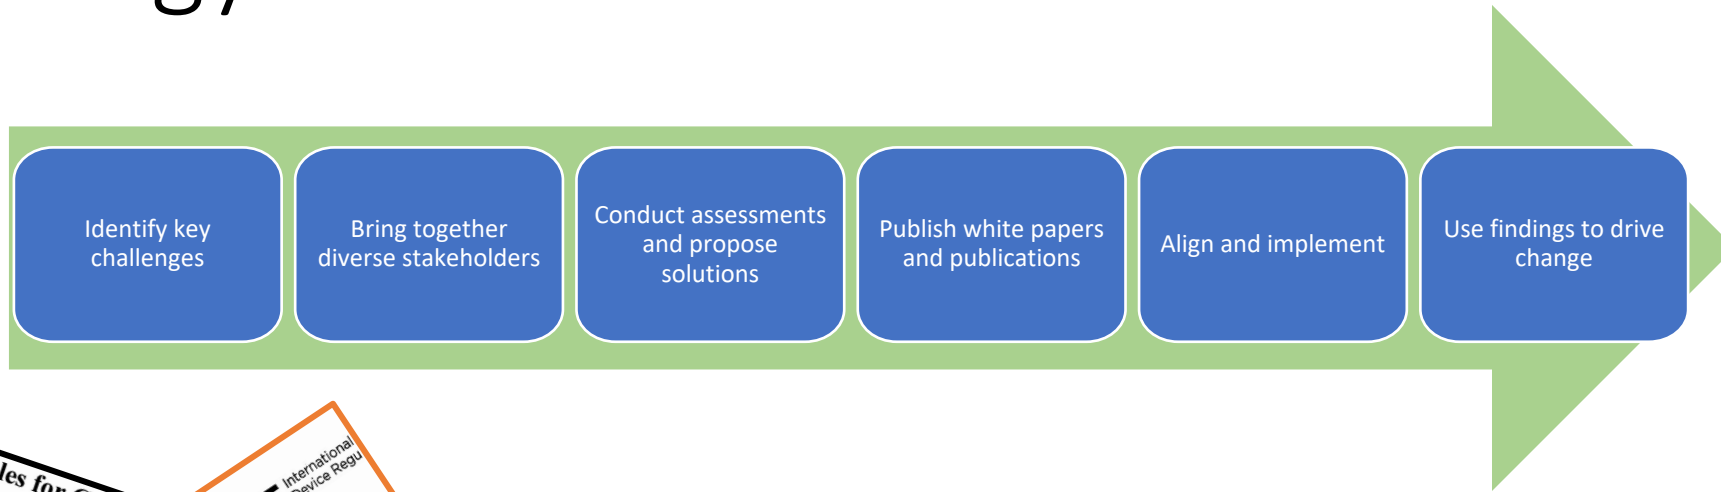 Identify key
challenges
Bring together
diverse stakeholders
Conduct assessments
and propose
solutions
Publish white papers
and publications
Align and implement
Use findings to drive
change
for
International
Device Regu